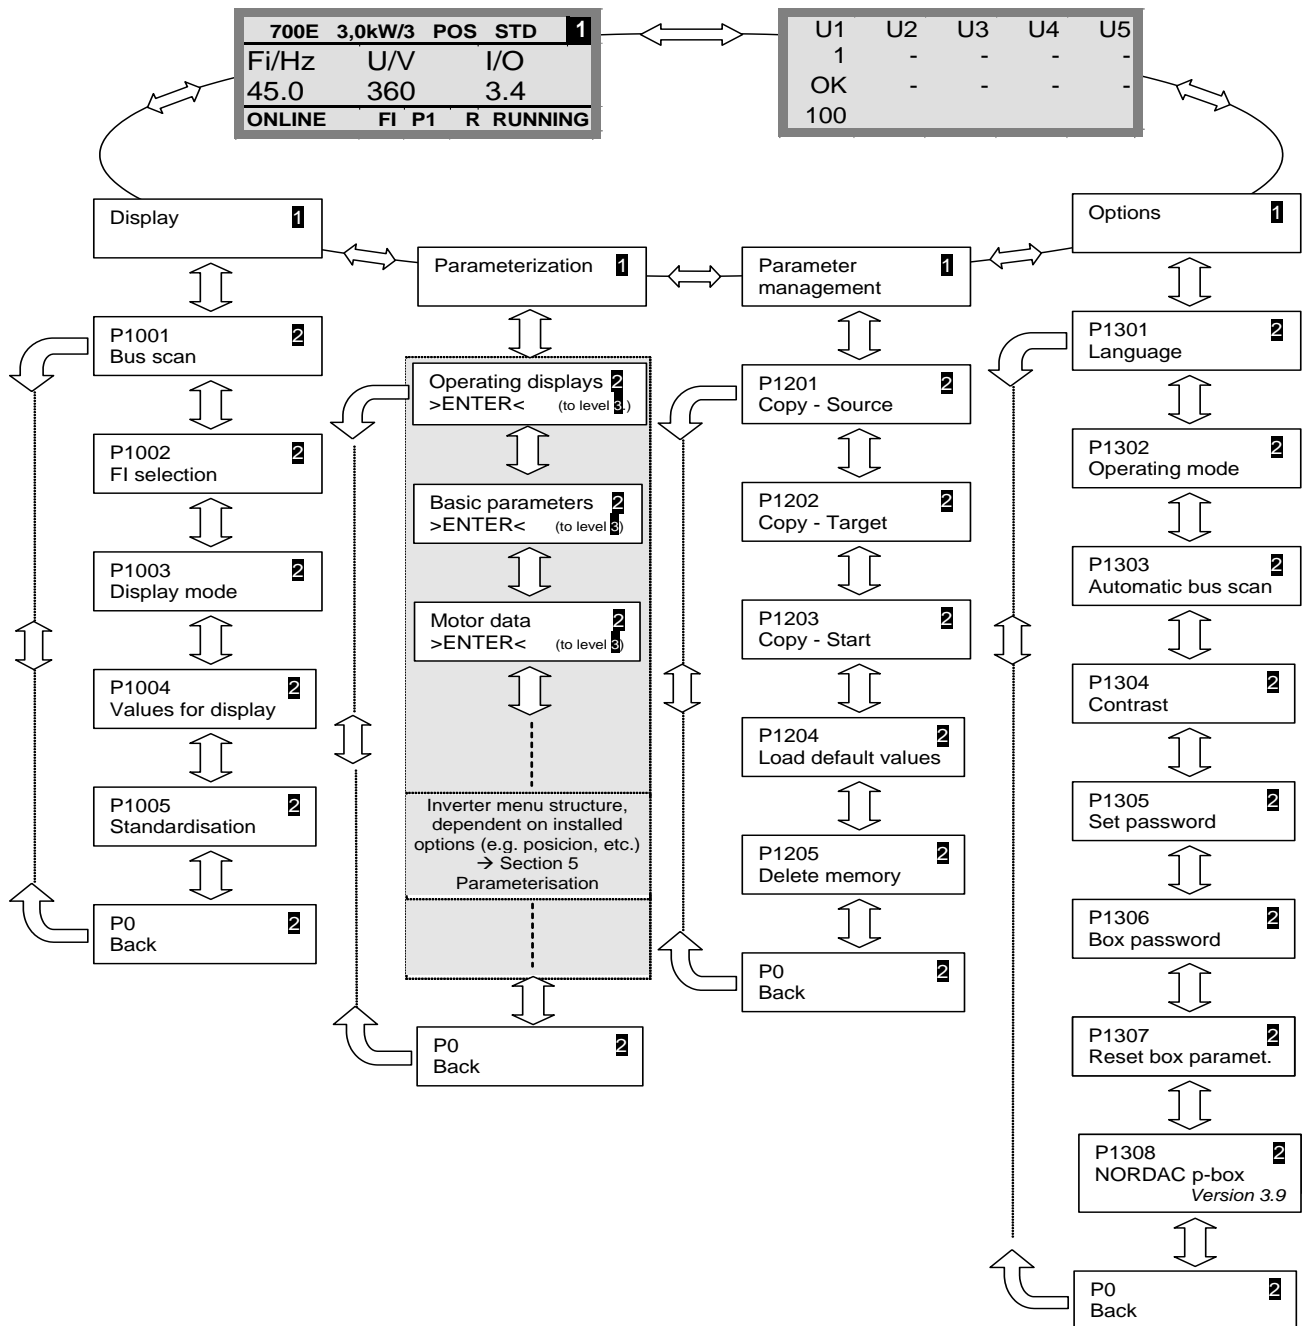 700E 3,0kW/3 POS STD 1
Fi/Hz U/V I/O
45.0 360 3.4
ONLINE FI P1 R RUNNING
U1 U2 U3 U4 U5
1 - - - -
OK - - - -
100
Display 1
P1001 2
Bus scan
P1002 2
FI selection
P1003 2
Display mode
P1004 2
Values for display
P1005 2
Standardisation
P0 2
Back
Parameterization 1
Operating displays 2
>ENTER< (to level 3.)
Basic parameters 2
>ENTER< (to level 3)
Motor data 2
>ENTER< (to level 3)
Inverter menu structure,
dependent on installed
options (e.g. posicion, etc.)
→ Section 5
Parameterisation
P0 2
Back
Parameter 1
management
P1201 2
Copy - Source
P1202 2
Copy - Target
P1203 2
Copy - Start
P1204 2
Load default values
P1205 2
Delete memory
P0 2
Back
Options 1
P1301 2
Language
P1302 2
Operating mode
P1303 2
Automatic bus scan
P1304 2
Contrast
P1305 2
Set password
P1306 2
Box password
P1307 2
Reset box paramet.
P1308 2
NORDAC p-box
Version 3.9
P0 2
Back